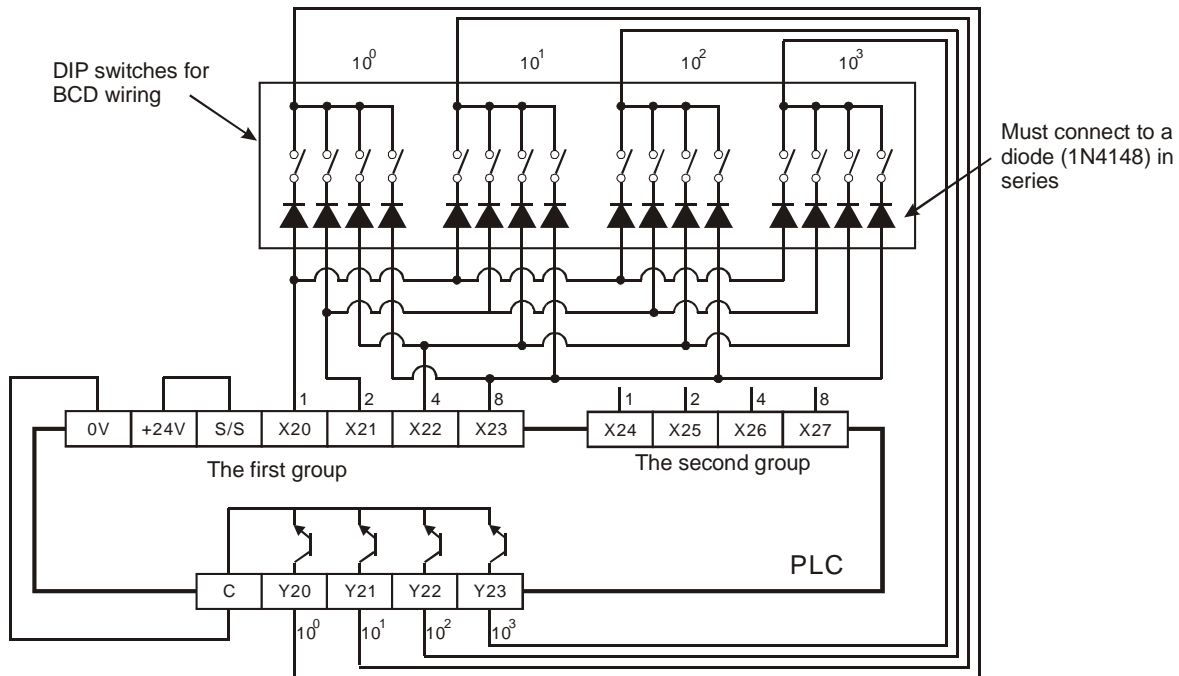 10^0 10^1 10^2 10^3
DIP switches for
BCD wiring
Must connect to a
diode (1N4148) in
series
1 2 4 8 1 2 4 8
0V +24V S/S X20 X21 X22 X23 X24 X25 X26 X27
The first group The second group
PLC
C Y20 Y21 Y22 Y23
10^0 10^1 10^2 10^3